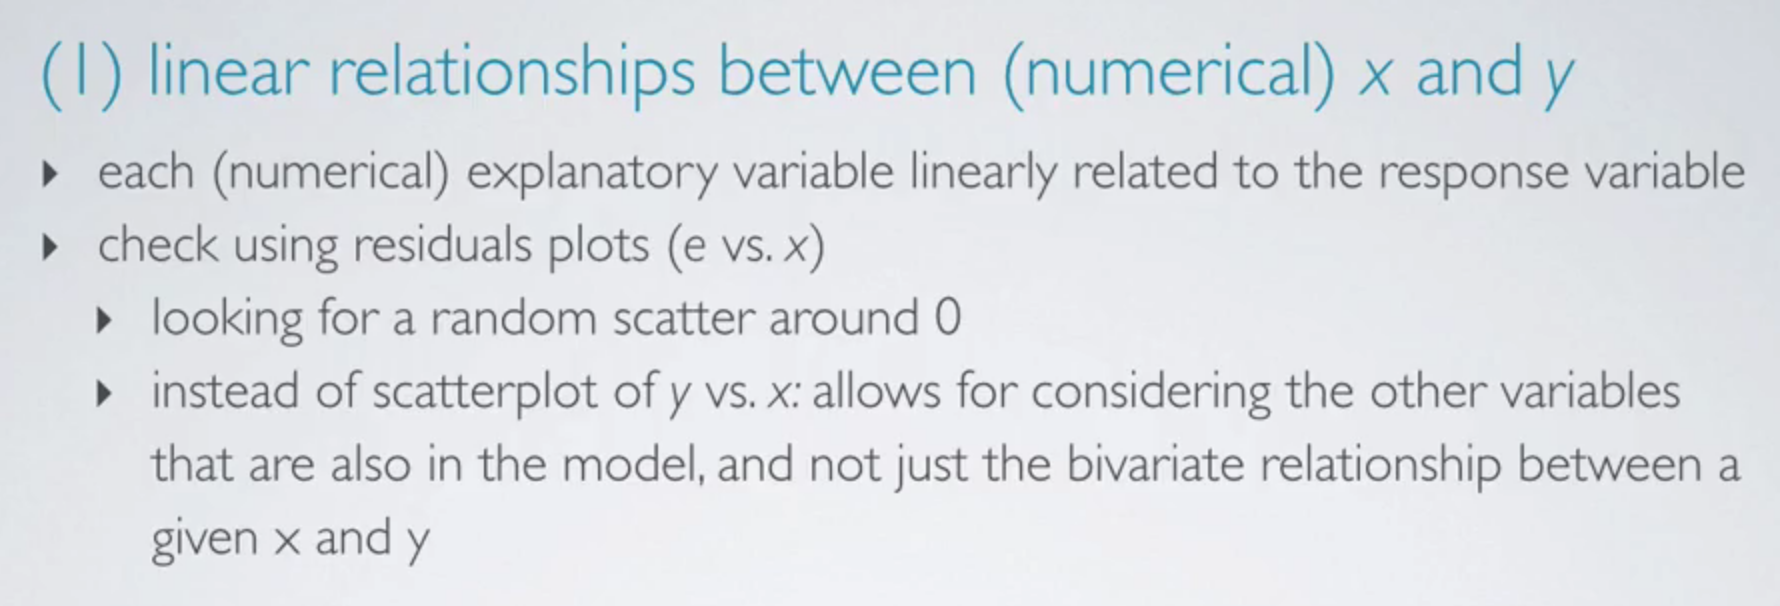 (1) linear relationships between (numerical) x and y
‣ each (numerical) explanatory variable linearly related to the response variable
‣ check using residuals plots (e vs. x)
‣ looking for a random scatter around 0
‣ instead of scatterplot of y vs. x: allows for considering the other variables
that are also in the model, and not just the bivariate relationship between a
given x and y